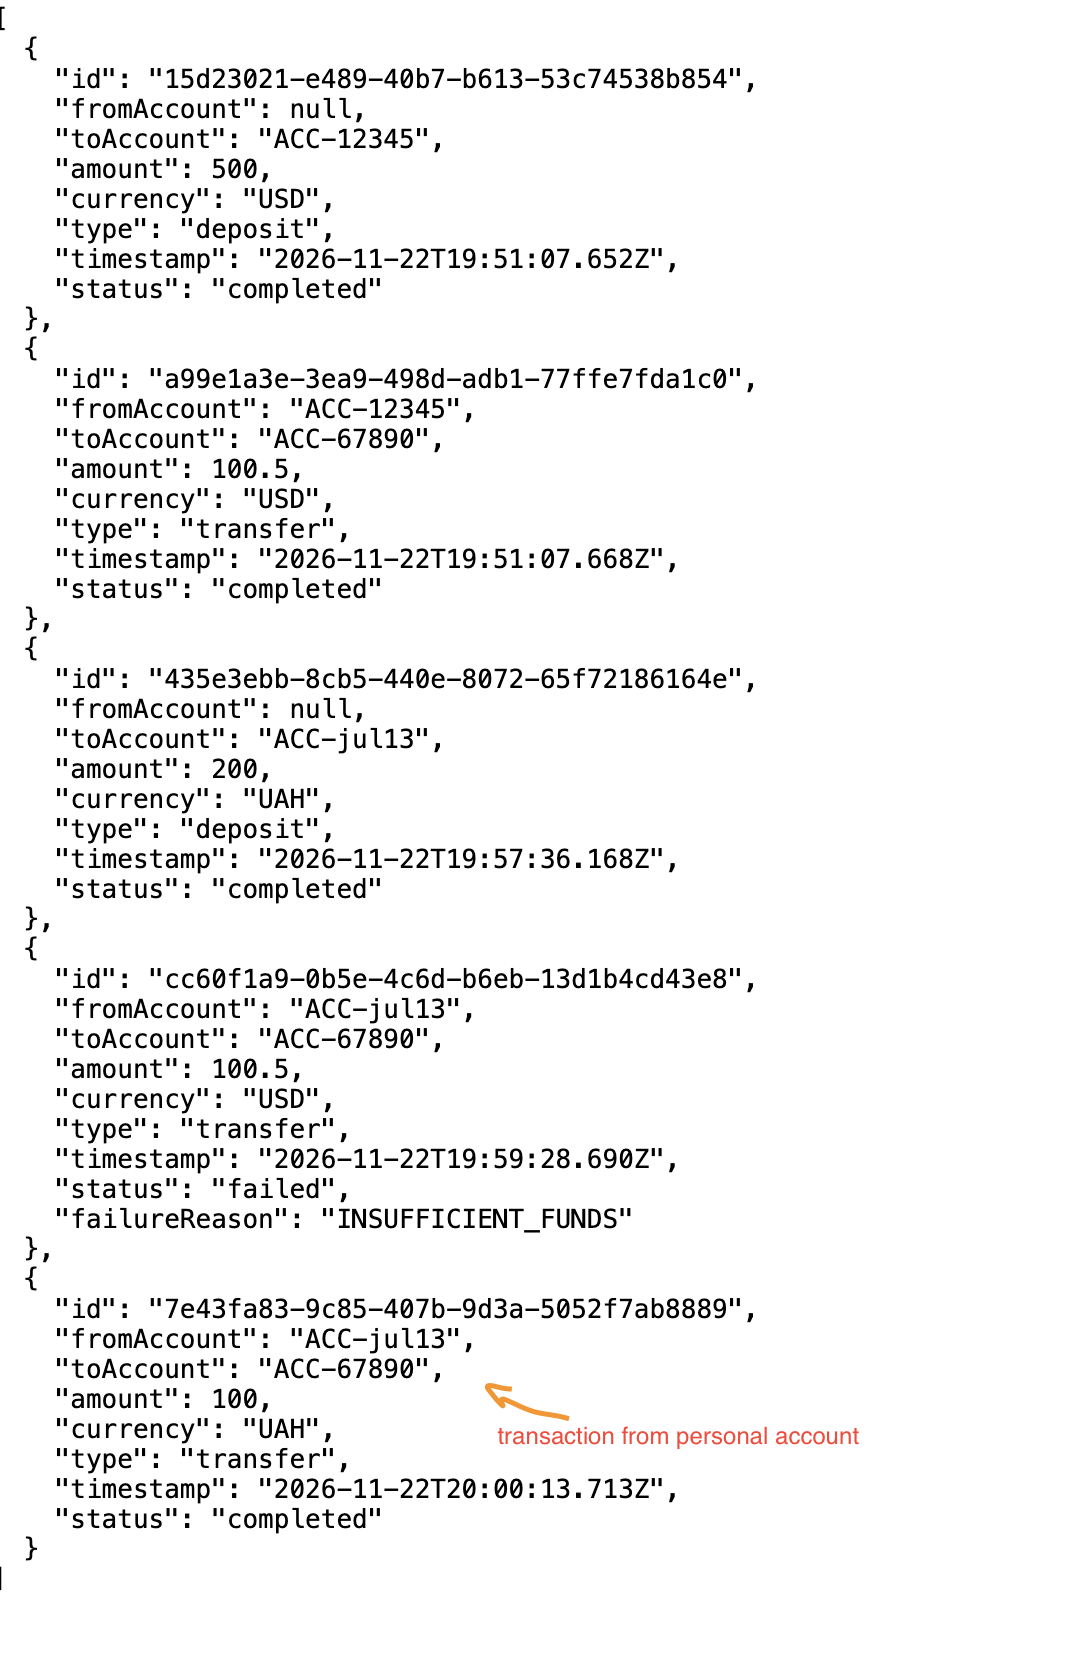 [
{
"id": "15d23021-e489-40b7-b613-53c74538b854",
"fromAccount": null,
"toAccount": "ACC-12345",
"amount": 500,
"currency": "USD",
"type": "deposit",
"timestamp": "2026-11-22T19:51:07.652Z",
"status": "completed"
},
{
"id": "a99e1a3e-3ea9-498d-adb1-77ffe7fda1c0",
"fromAccount": "ACC-12345",
"toAccount": "ACC-67890",
"amount": 100.5,
"currency": "USD",
"type": "transfer",
"timestamp": "2026-11-22T19:51:07.668Z",
"status": "completed"
},
{
"id": "435e3ebb-8cb5-440e-8072-65f72186164e",
"fromAccount": null,
"toAccount": "ACC-jul13",
"amount": 200,
"currency": "UAH",
"type": "deposit",
"timestamp": "2026-11-22T19:57:36.168Z",
"status": "completed"
},
{
"id": "cc60f1a9-0b5e-4c6d-b6eb-13d1b4cd43e8",
"fromAccount": "ACC-jul13",
"toAccount": "ACC-67890",
"amount": 100.5,
"currency": "USD",
"type": "transfer",
"timestamp": "2026-11-22T19:59:28.690Z",
"status": "failed",
"failureReason": "INSUFFICIENT_FUNDS"
},
{
"id": "7e43fa83-9c85-407b-9d3a-5052f7ab8889",
"fromAccount": "ACC-jul13",
"toAccount": "ACC-67890",
"amount": 100,
"currency": "UAH",
transaction from personal account
"type": "transfer",
"timestamp": "2026-11-22T20:00:13.713Z",
"status": "completed"
}
]